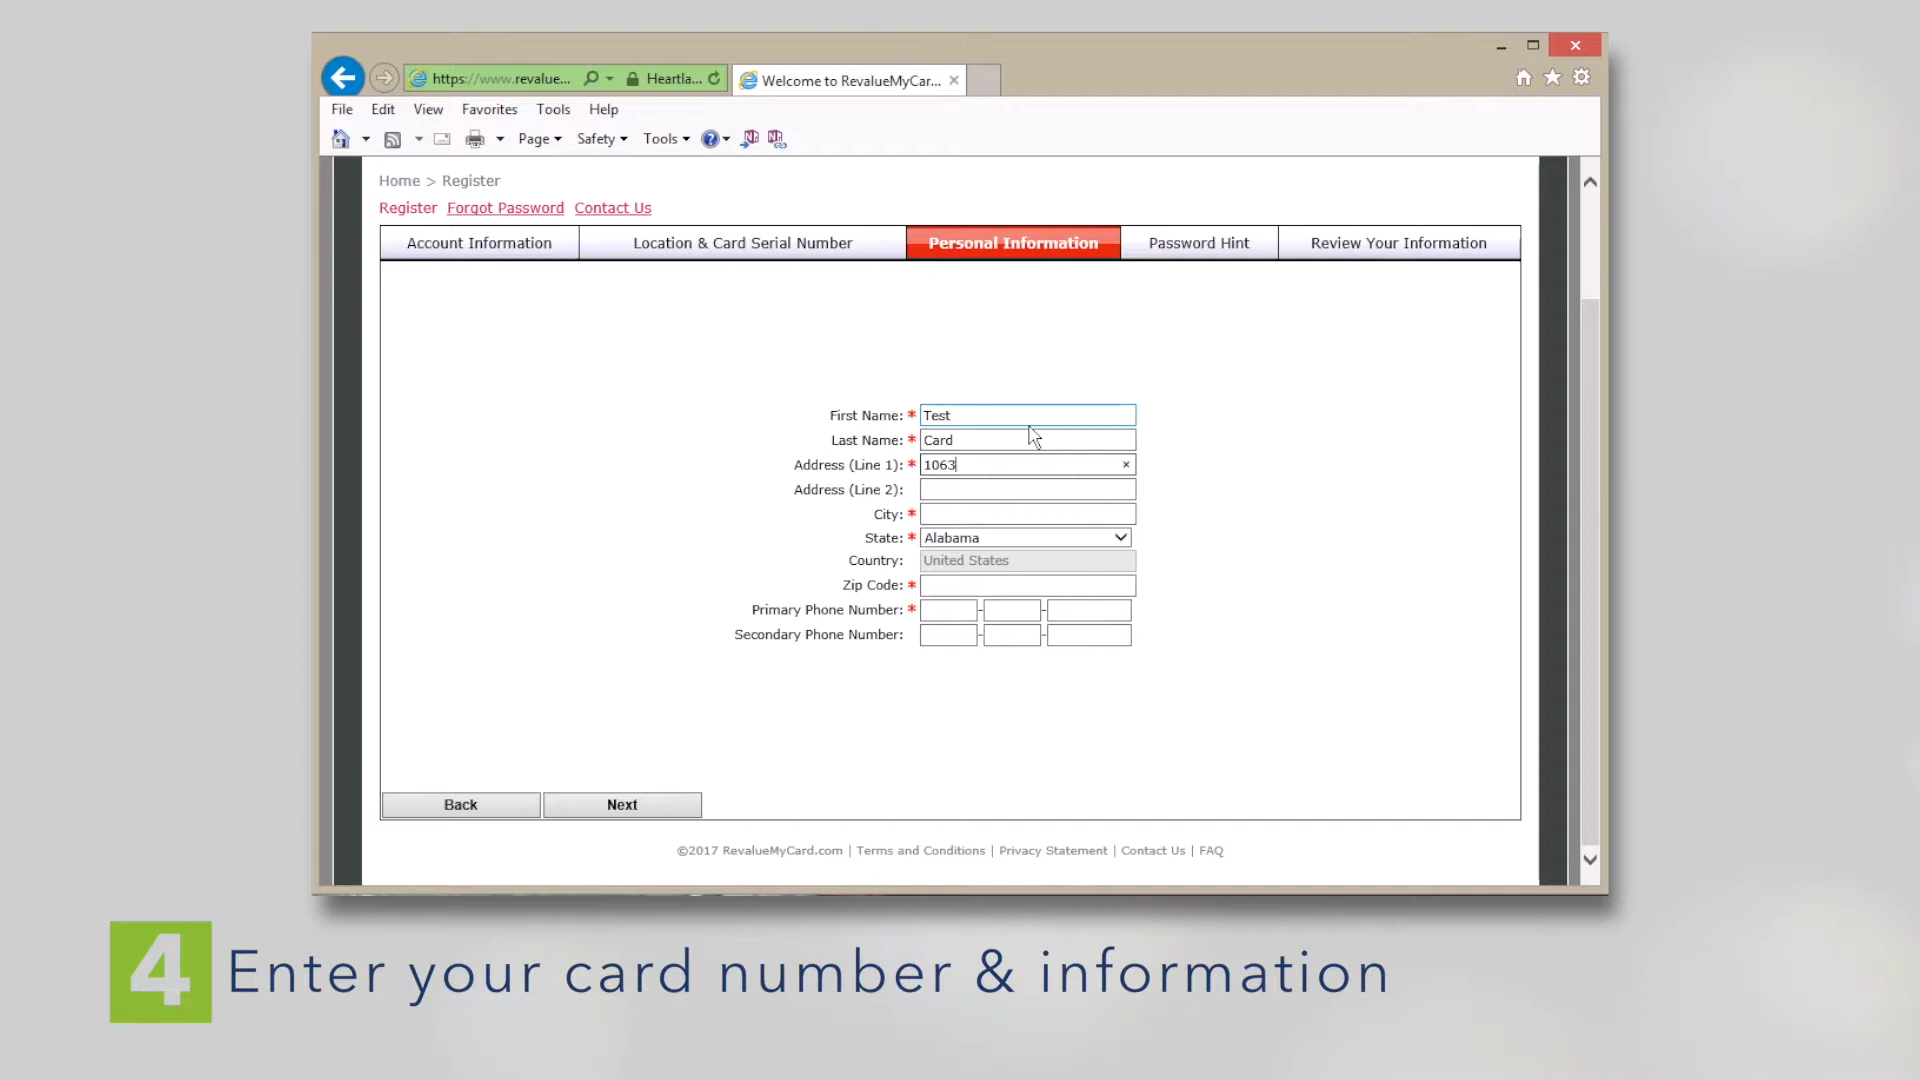 https://www.revalue... Heartla... Welcome to RevalueMyCar...
File Edit View Favorites Tools Help
Page Safety Tools
Home > Register
Register Forgot Password Contact Us
Account Information Location & Card Serial Number Personal Information Password Hint Review Your Information
First Name: * Test
Last Name: * Card
Address (Line 1): * 1063
Address (Line 2):
City: *
State: * Alabama
Country: United States
Zip Code: *
Primary Phone Number: * - -
Secondary Phone Number: - -
Back Next
©2017 RevalueMyCard.com | Terms and Conditions | Privacy Statement | Contact Us | FAQ
4 Enter your card number & information